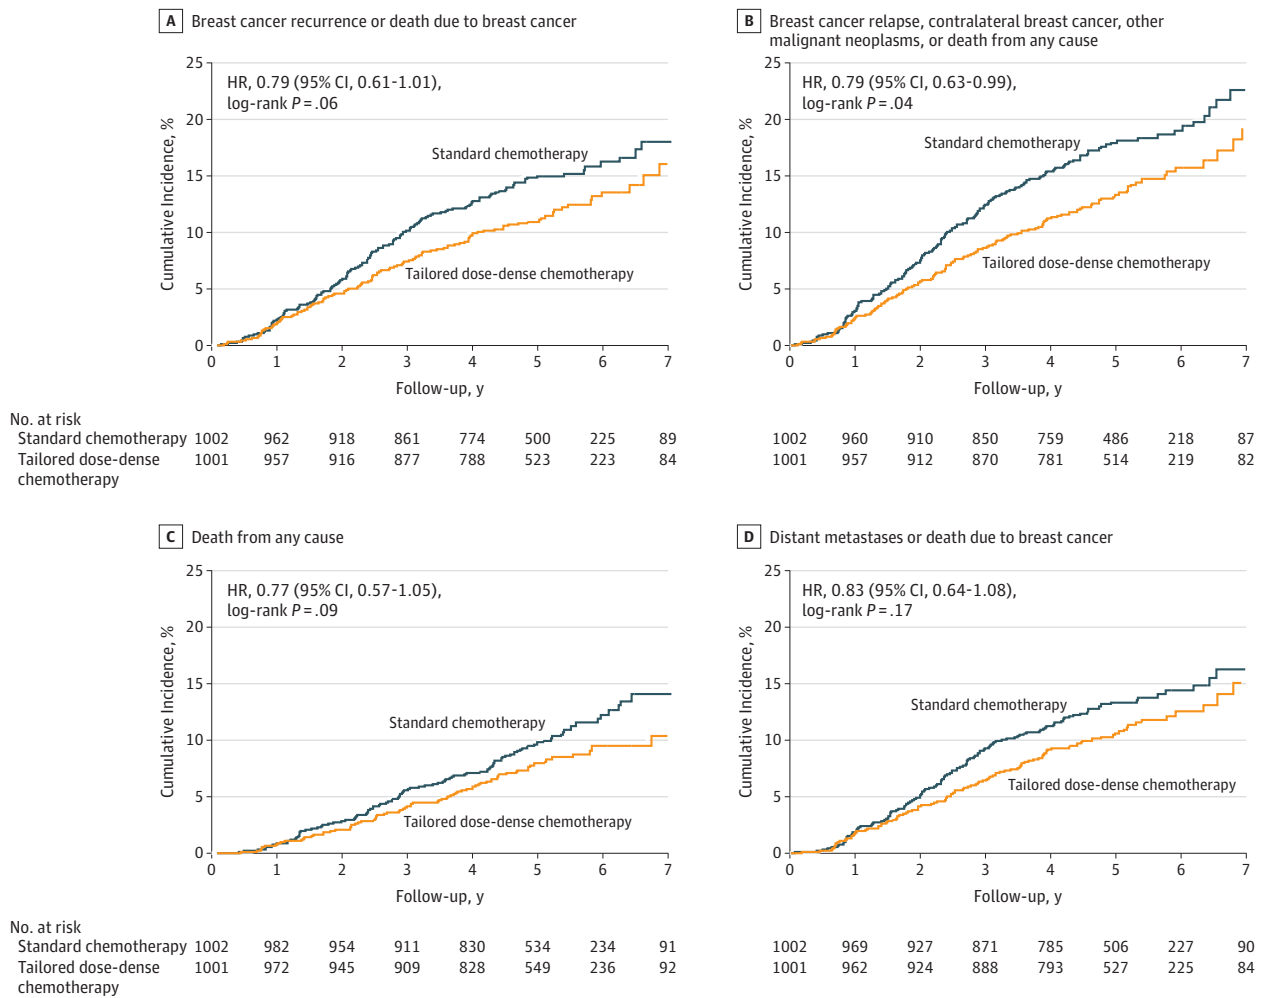 A Breast cancer recurrence or death due to breast cancer
25
20
15
10
5
0
Cumulative Incidence, %
HR, 0.79 (95% CI, 0.61-1.01),
log-rank P = .06
Standard chemotherapy
Tailored dose-dense chemotherapy
0 1 2 3 4 5 6 7
Follow-up, y
No. at risk
Standard chemotherapy 1002 962 918 861 774 500 225 89
Tailored dose-dense 1001 957 916 877 788 523 223 84
chemotherapy
B Breast cancer relapse, contralateral breast cancer, other
malignant neoplasms, or death from any cause
25
20
15
10
5
0
Cumulative Incidence, %
HR, 0.79 (95% CI, 0.63-0.99),
log-rank P = .04
Standard chemotherapy
Tailored dose-dense chemotherapy
0 1 2 3 4 5 6 7
Follow-up, y
1002 960 910 850 759 486 218 87
1001 957 912 870 781 514 219 82
C Death from any cause
25
20
15
10
5
0
Cumulative Incidence, %
HR, 0.77 (95% CI, 0.57-1.05),
log-rank P = .09
Standard chemotherapy
Tailored dose-dense chemotherapy
0 1 2 3 4 5 6 7
Follow-up, y
No. at risk
Standard chemotherapy 1002 982 954 911 830 534 234 91
Tailored dose-dense 1001 972 945 909 828 549 236 92
chemotherapy
D Distant metastases or death due to breast cancer
25
20
15
10
5
0
Cumulative Incidence, %
HR, 0.83 (95% CI, 0.64-1.08),
log-rank P = .17
Standard chemotherapy
Tailored dose-dense chemotherapy
0 1 2 3 4 5 6 7
Follow-up, y
1002 969 927 871 785 506 227 90
1001 962 924 888 793 527 225 84